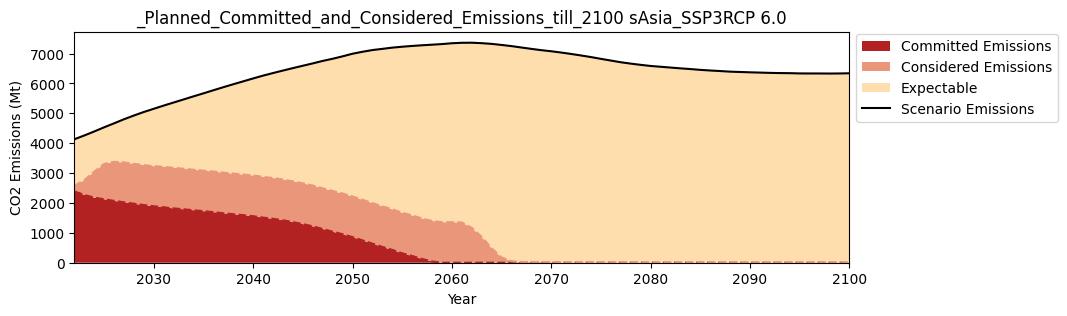 _Planned_Committed_and_Considered_Emissions_till_2100 sAsia_SSP3RCP 6.0
CO2 Emissions (Mt)
7000
6000
5000
4000
3000
2000
1000
0
2030 2040 2050 2060 2070 2080 2090 2100
Year
Committed Emissions
Considered Emissions
Expectable
Scenario Emissions